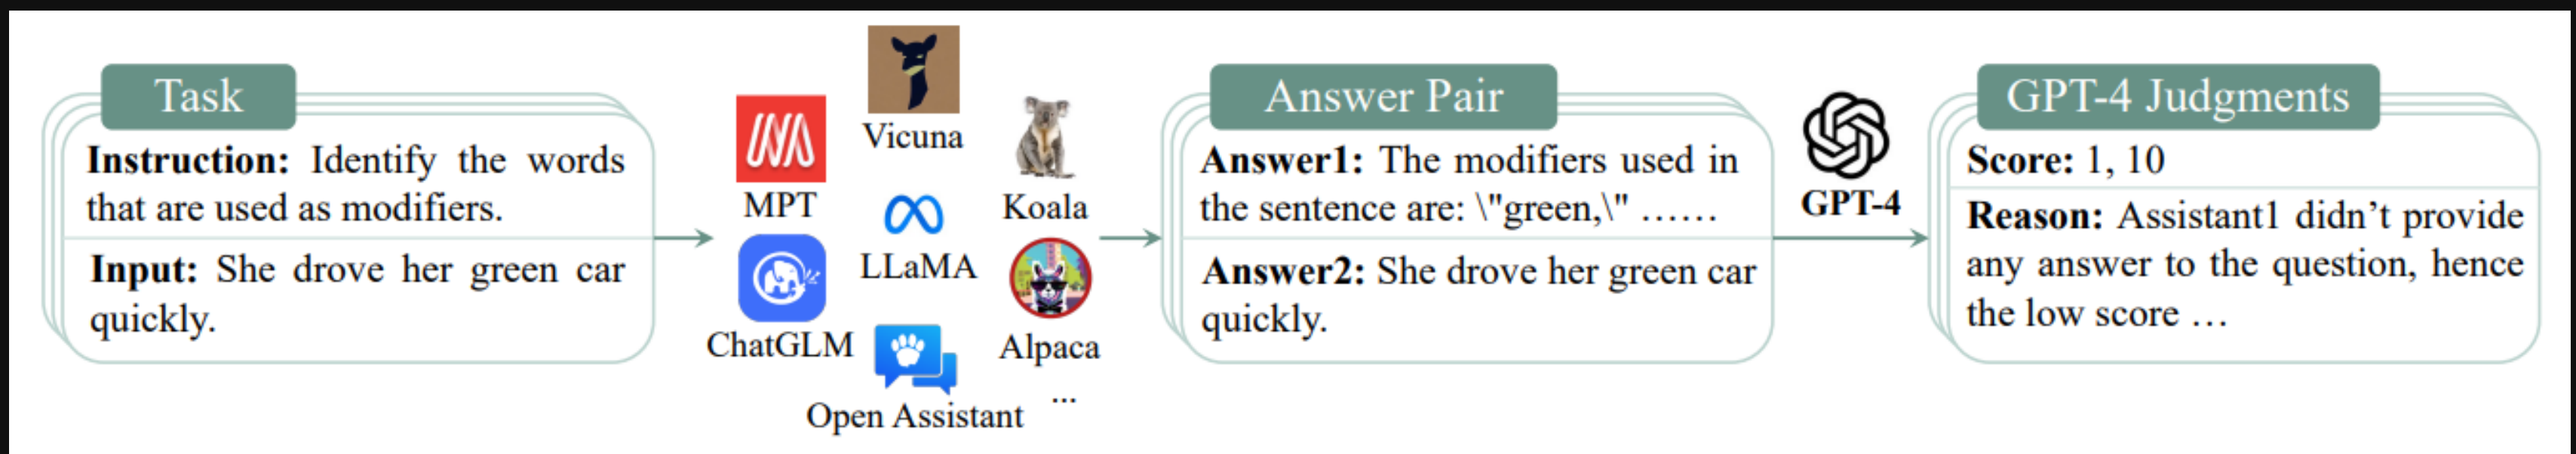 Task
Instruction: Identify the words
that are used as modifiers.
Input: She drove her green car
quickly.
MPT
Vicuna
Koala
LLaMA
ChatGLM
Alpaca
Open Assistant
...
Answer Pair
Answer1: The modifiers used in
the sentence are: \"green,\" ......
Answer2: She drove her green car
quickly.
GPT-4
GPT-4 Judgments
Score: 1, 10
Reason: Assistant1 didn’t provide
any answer to the question, hence
the low score ...